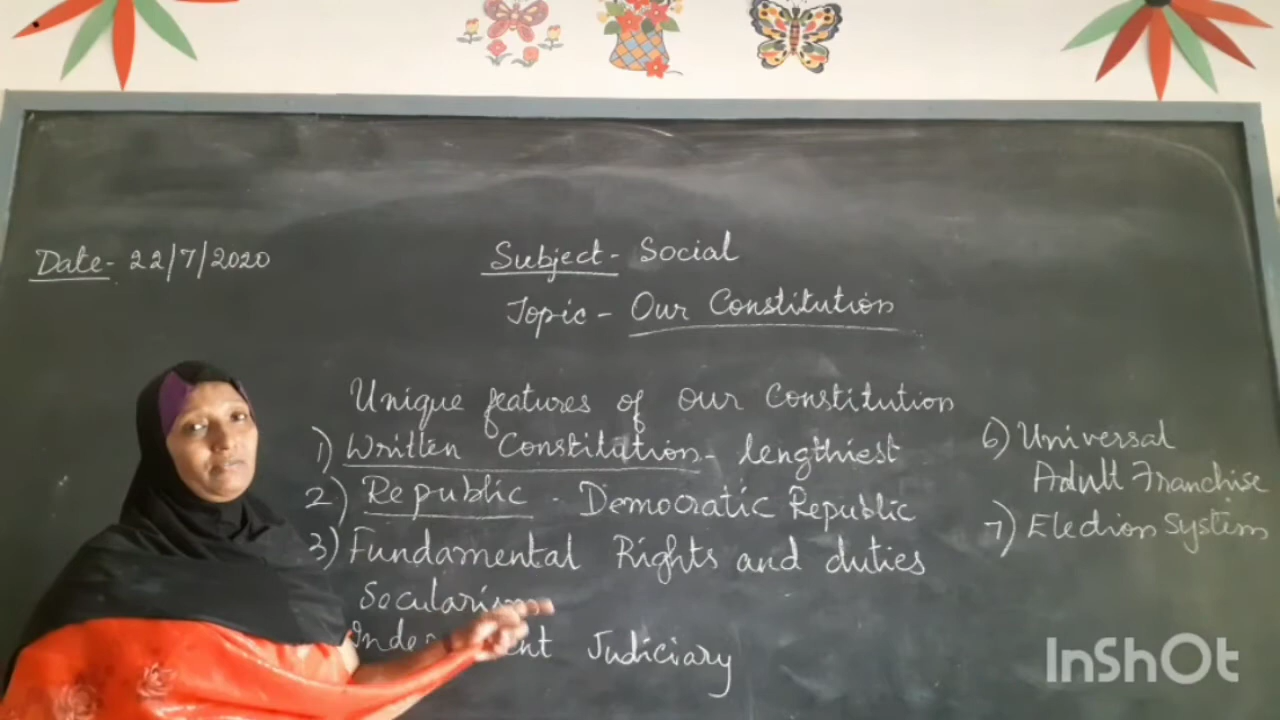 Date- 22/7/2020
Subject- Social
Topic- Our Constitution
Unique features of our Constitution
1) Written Constitution- lengthiest
2) Republic - Democratic Republic
3) Fundamental Rights and duties
Secularism
Judiciary
6) Universal
Adult Franchise
7) Election System
InShOt